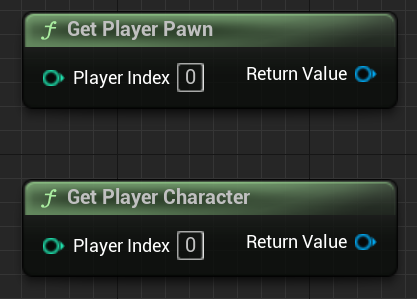 f Get Player Pawn
Player Index 0 Return Value
f Get Player Character
Player Index 0 Return Value